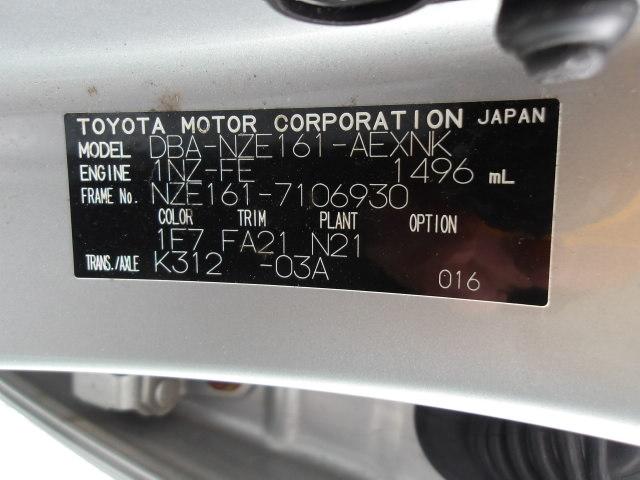 TOYOTA MOTOR CORPORATION JAPAN
MODEL DBA-NZE161-AEXNK
ENGINE 1NZ-FE 1496 mL
FRAME No. NZE161-7106930
COLOR TRIM PLANT OPTION
1F7 FA21 N21
TRANS./AXLE K312 -03A
016